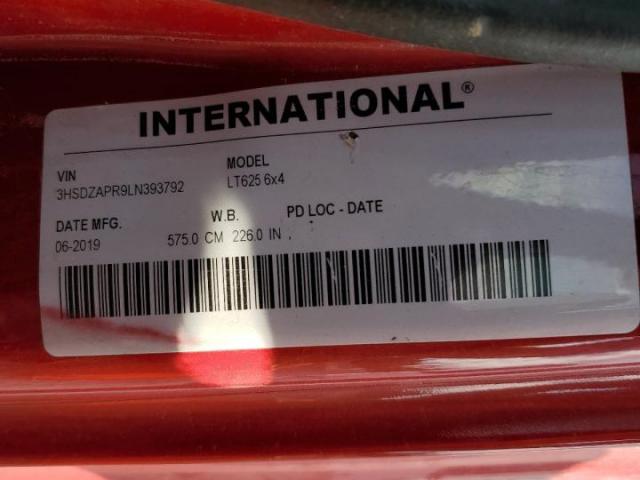 INTERNATIONAL®
VIN MODEL
3HSDZAPR9LN393792 LT625 6x4
DATE MFG. W.B. PD LOC - DATE
06-2019 575.0 CM 226.0 IN .